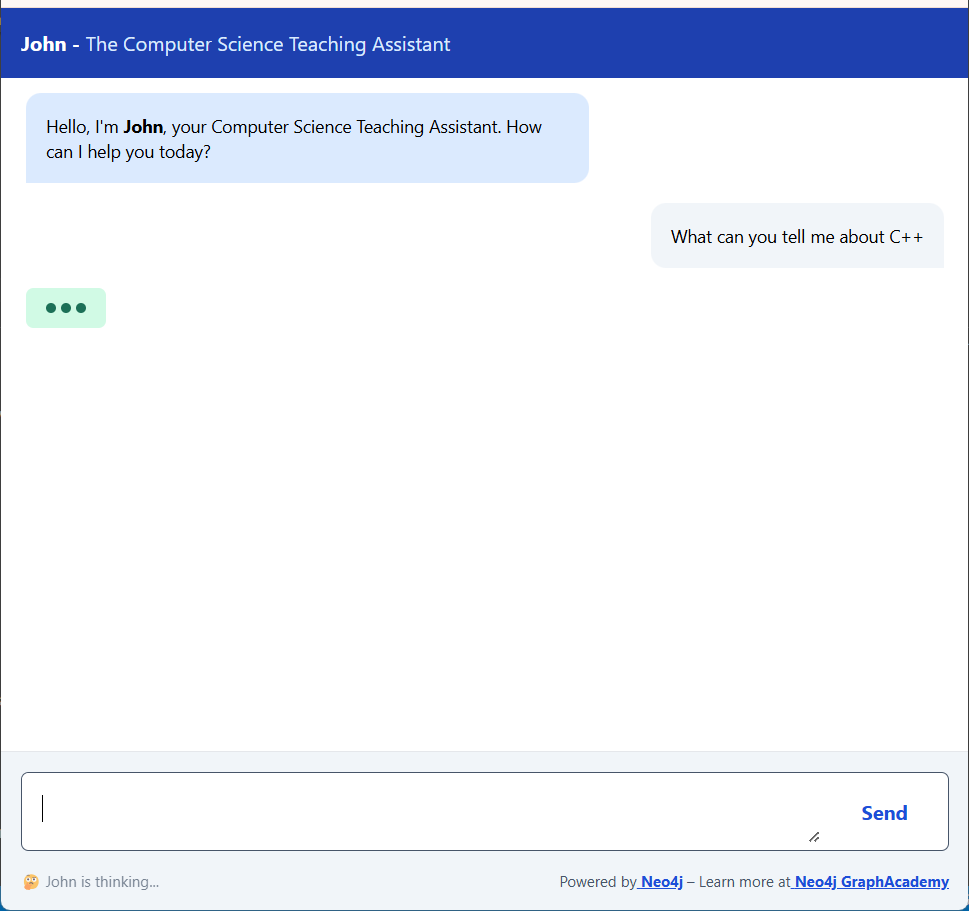 John - The Computer Science Teaching Assistant
Hello, I'm John, your Computer Science Teaching Assistant. How
can I help you today?
What can you tell me about C++
Send
🤔 John is thinking...
Powered by Neo4j – Learn more at Neo4j GraphAcademy